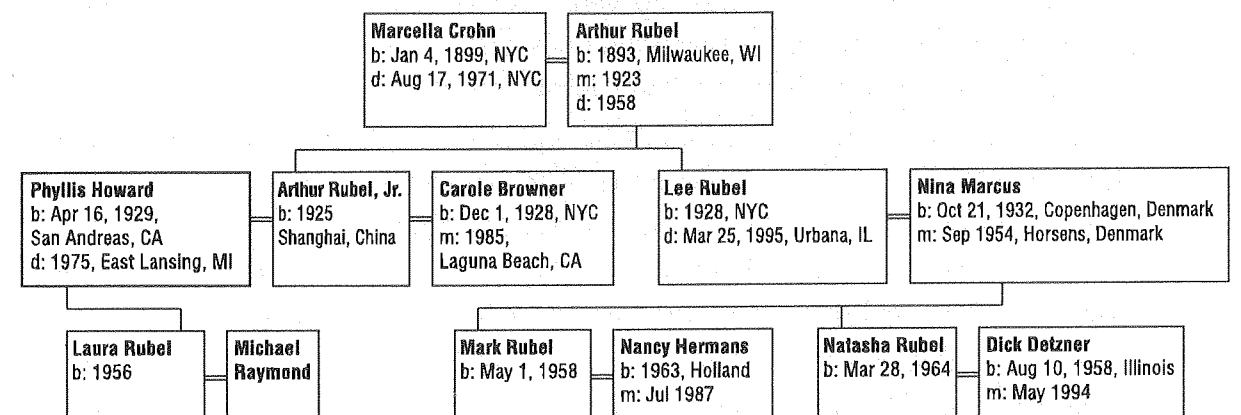 Marcella Crohn
b: Jan 4, 1899, NYC
d: Aug 17, 1971, NYC
Arthur Rubel
b: 1893, Milwaukee, WI
m: 1923
d: 1958
Phyllis Howard
b: Apr 16, 1929,
San Andreas, CA
d: 1975, East Lansing, MI
Arthur Rubel, Jr.
b: 1925
Shanghai, China
Carole Browner
b: Dec 1, 1928, NYC
m: 1985,
Laguna Beach, CA
Lee Rubel
b: 1928, NYC
d: Mar 25, 1995, Urbana, IL
Nina Marcus
b: Oct 21, 1932, Copenhagen, Denmark
m: Sep 1954, Horsens, Denmark
Laura Rubel
b: 1956
Michael
Raymond
Mark Rubel
b: May 1, 1958
Nancy Hermans
b: 1963, Holland
m: Jul 1987
Natasha Rubel
b: Mar 28, 1964
Dick Detzner
b: Aug 10, 1958, Illinois
m: May 1994